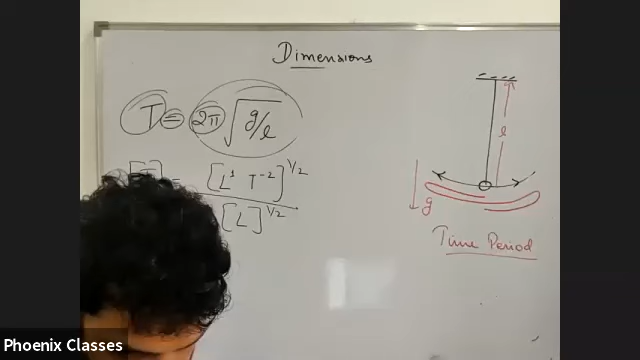 Dimensions
T = 2π √g/l
[T] = [L¹ T⁻²]^1/2
[L]^1/2
l
g
Time Period
Phoenix Classes